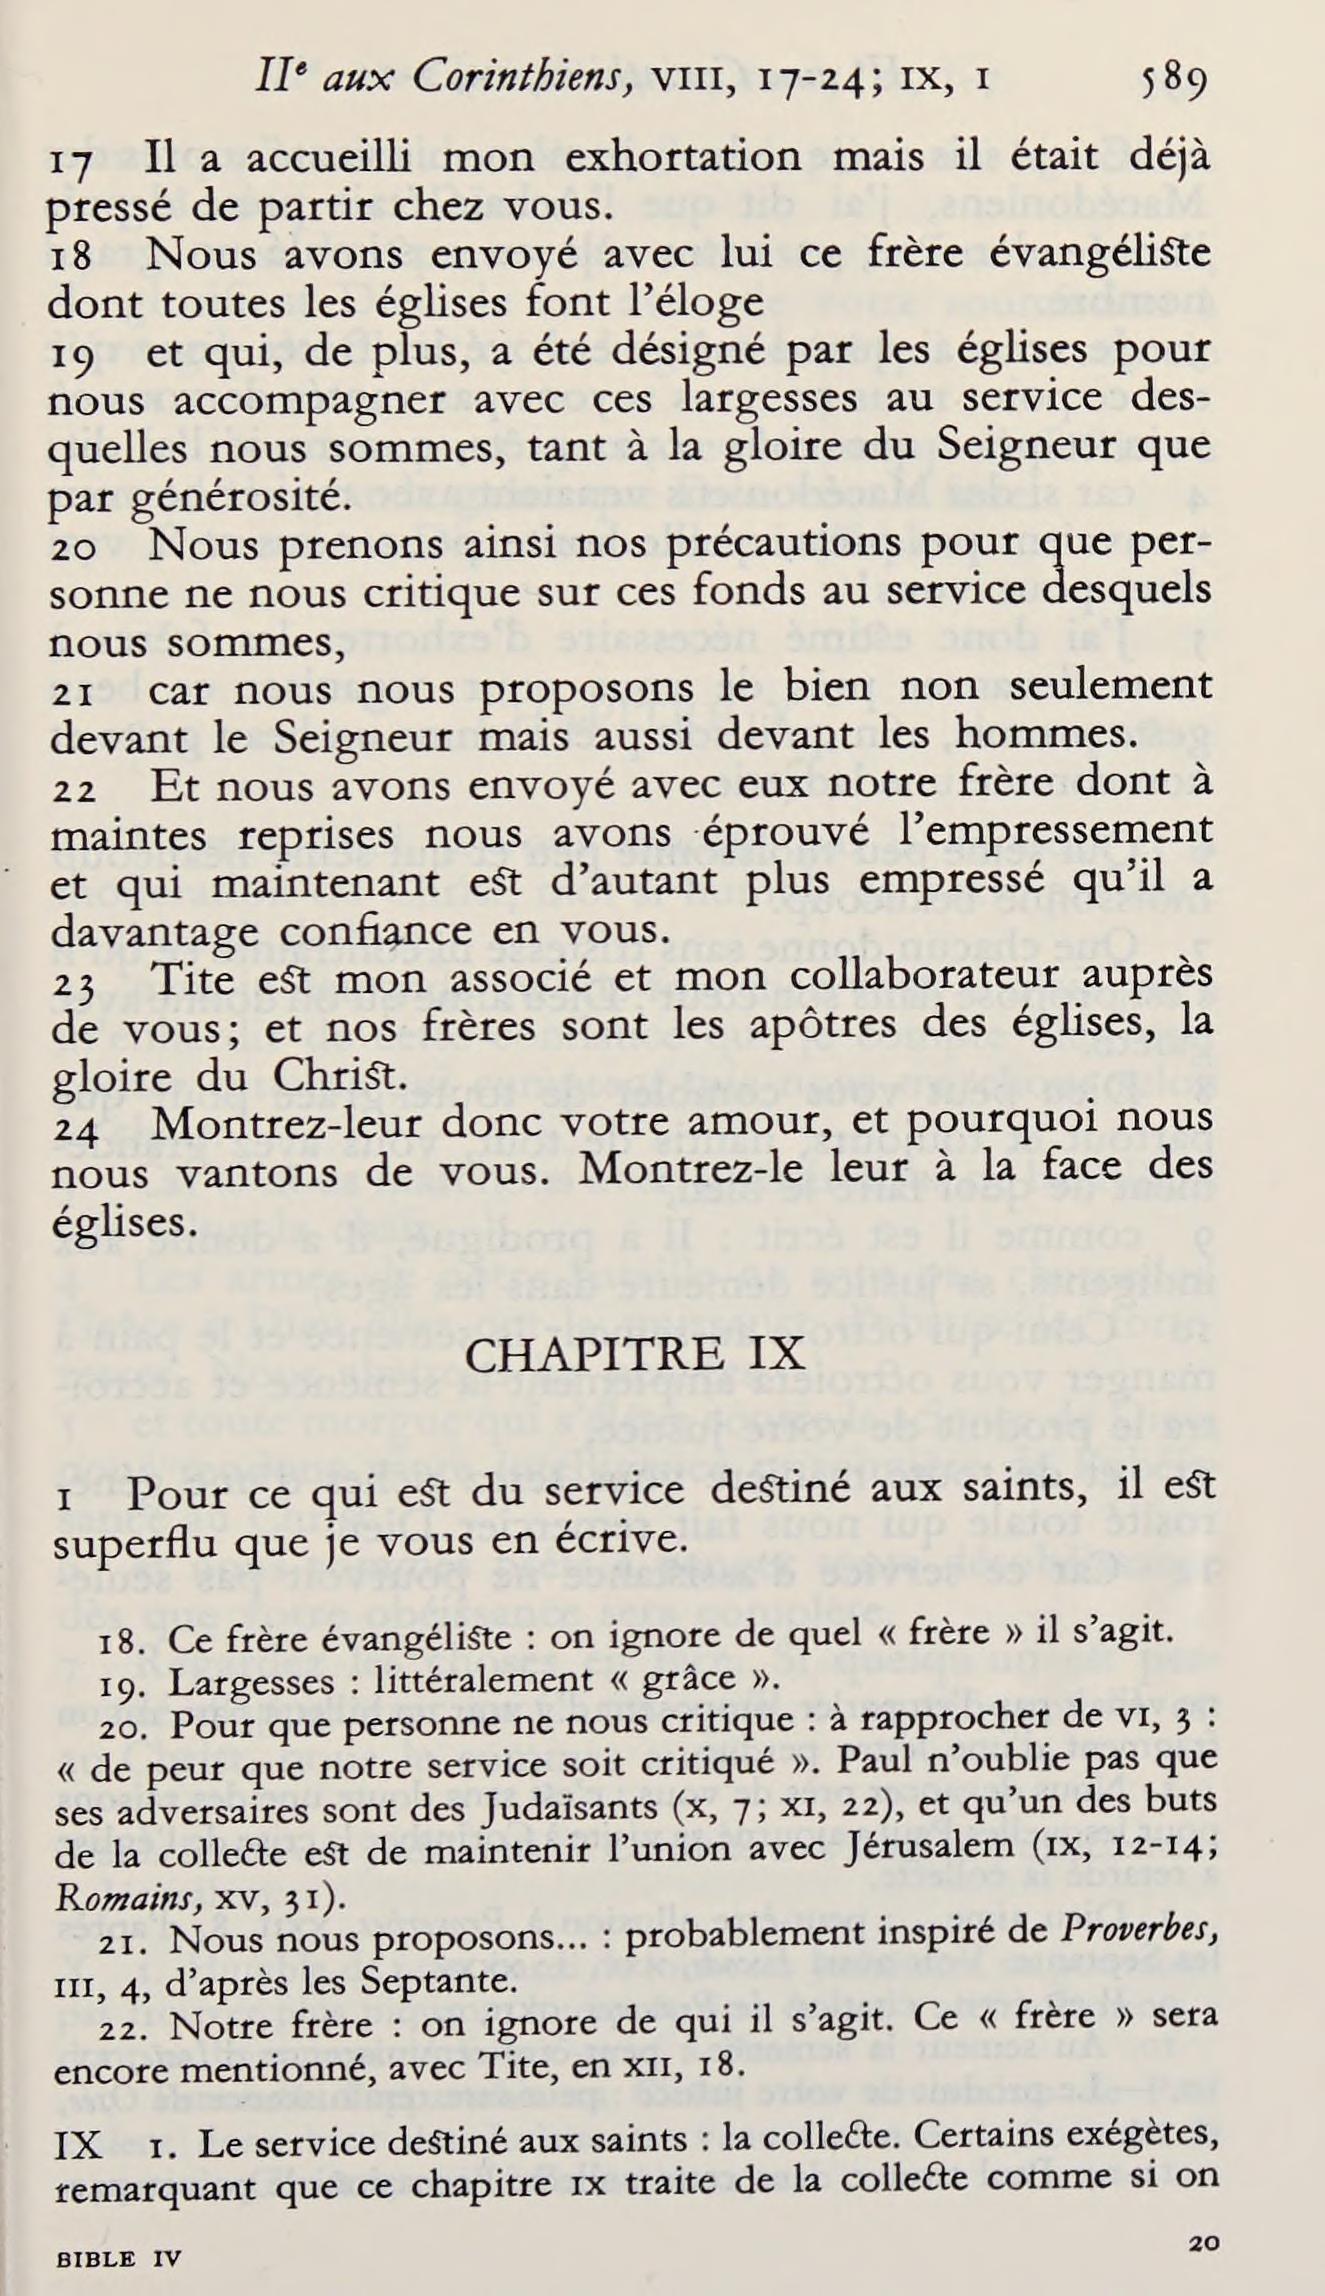 IIe aux Corinthiens, VIII, 17-24; IX, 1 589
17 Il a accueilli mon exhortation mais il était déjà
pressé de partir chez vous.
18 Nous avons envoyé avec lui ce frère évangéliste
dont toutes les églises font l’éloge
19 et qui, de plus, a été désigné par les églises pour
nous accompagner avec ces largesses au service des-
quelles nous sommes, tant à la gloire du Seigneur que
par générosité.
20 Nous prenons ainsi nos précautions pour que per-
sonne ne nous critique sur ces fonds au service desquels
nous sommes,
21 car nous nous proposons le bien non seulement
devant le Seigneur mais aussi devant les hommes.
22 Et nous avons envoyé avec eux notre frère dont à
maintes reprises nous avons éprouvé l’empressement
et qui maintenant est d’autant plus empressé qu’il a
davantage confiance en vous.
23 Tite est mon associé et mon collaborateur auprès
de vous; et nos frères sont les apôtres des églises, la
gloire du Christ.
24 Montrez-leur donc votre amour, et pourquoi nous
nous vantons de vous. Montrez-le leur à la face des
églises.
CHAPITRE IX
1 Pour ce qui est du service destiné aux saints, il est
superflu que je vous en écrive.
18. Ce frère évangéliste : on ignore de quel « frère » il s’agit.
19. Largesses : littéralement « grâce ».
20. Pour que personne ne nous critique : à rapprocher de VI, 3 :
« de peur que notre service soit critiqué ». Paul n’oublie pas que
ses adversaires sont des Judaïsants (X, 7; XI, 22), et qu’un des buts
de la collecte est de maintenir l’union avec Jérusalem (IX, 12-14;
Romains, XV, 31).
21. Nous nous proposons... : probablement inspiré de Proverbes,
III, 4, d’après les Septante.
22. Notre frère : on ignore de qui il s’agit. Ce « frère » sera
encore mentionné, avec Tite, en XII, 18.
IX 1. Le service destiné aux saints : la collecte. Certains exégètes,
remarquant que ce chapitre IX traite de la collecte comme si on
BIBLE IV 20